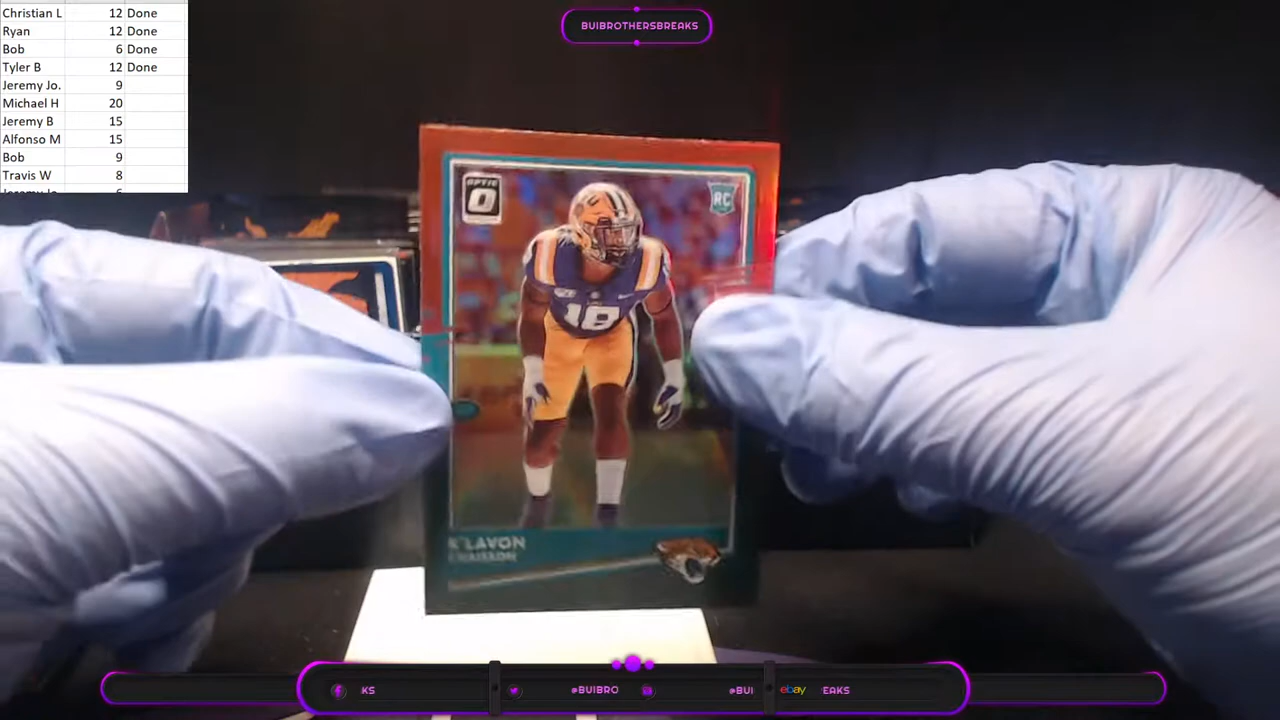 Christian L 12 Done
Ryan 12 Done
Bob 6 Done
Tyler B 12 Done
Jeremy Jo. 9
Michael H 20
Jeremy B 15
Alfonso M 15
Bob 9
Travis W 8
BUIBROTHERSBREAKS
OPTIC
RC
18
K'LAVON
CHAISSON
KS
@BUIBRO
@BUI
ebay
EAKS